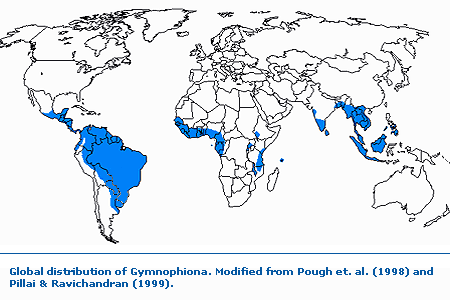 Global distribution of Gymnophiona. Modified from Pough et. al. (1998) and
Pillai & Ravichandran (1999).